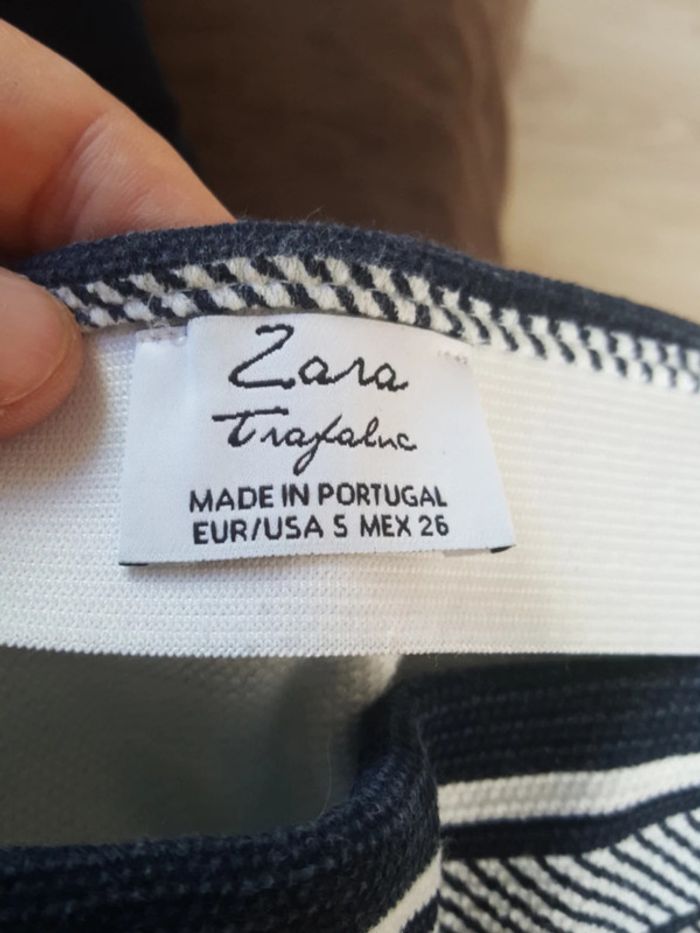 Zara
Trafaluc
MADE IN PORTUGAL
EUR/USA S MEX 26